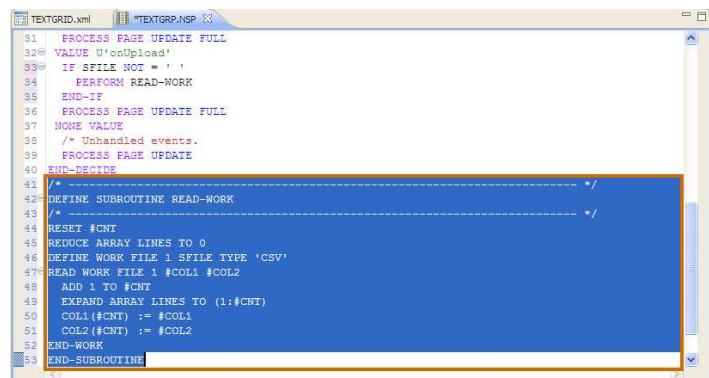 TEXTGRID.xml *TEXTGRP.NSP
31 PROCESS PAGE UPDATE FULL
32 VALUE U'onUpload'
33 IF SFILE NOT = ' '
34 PERFORM READ-WORK
35 END-IF
36 PROCESS PAGE UPDATE FULL
37 NONE VALUE
38 /* Unhandled events.
39 PROCESS PAGE UPDATE
40 END-DECIDE
41 /* ----------------------------------------------------------------------- */
42 DEFINE SUBROUTINE READ-WORK
43 /* ----------------------------------------------------------------------- */
44 RESET #CNT
45 REDUCE ARRAY LINES TO 0
46 DEFINE WORK FILE 1 SFILE TYPE 'CSV'
47 READ WORK FILE 1 #COL1 #COL2
48 ADD 1 TO #CNT
49 EXPAND ARRAY LINES TO (1:#CNT)
50 COL1(#CNT) := #COL1
51 COL2(#CNT) := #COL2
52 END-WORK
53 END-SUBROUTINE